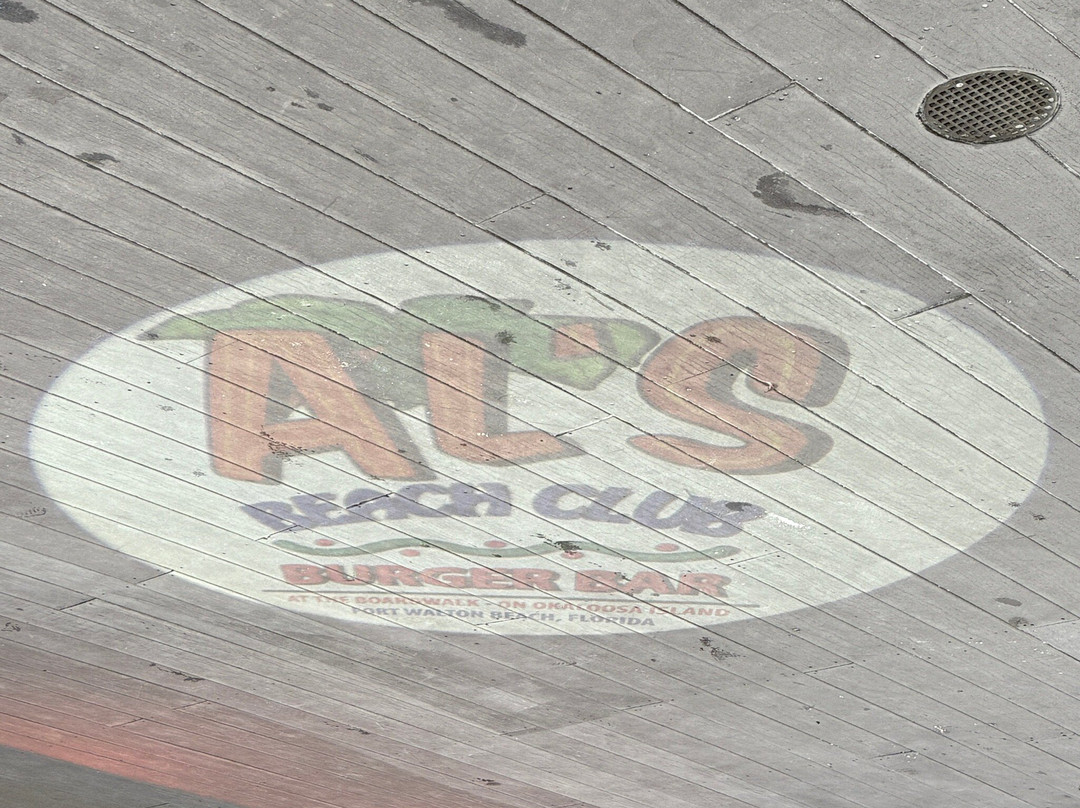 AL'S
BEACH CLUB
BURGER BAR
AT THE BOARDWALK - ON OKALOOSA ISLAND
FORT WALTON BEACH, FLORIDA